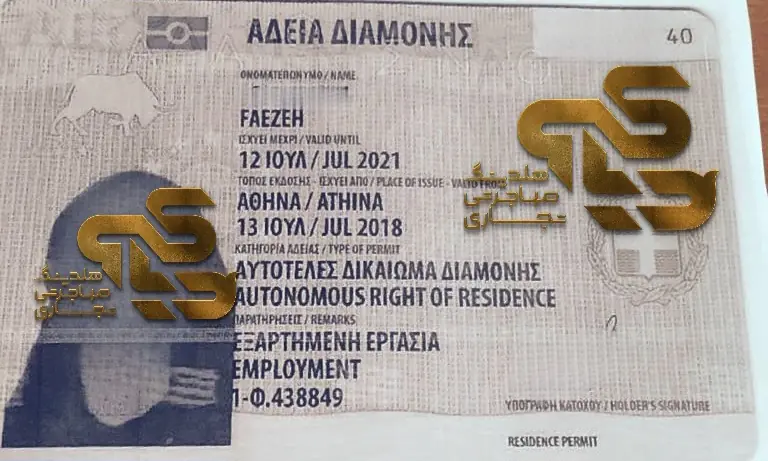 ΑΔΕΙΑ ΔΙΑΜΟΝΗΣ
40
ΟΝΟΜΑΤΕΠΩΝΥΜΟ / NAME
FAEZEH
ΙΣΧΥΕΙ ΜΕΧΡΙ / VALID UNTIL
12 ΙΟΥΛ / JUL 2021
ΤΟΠΟΣ ΕΚΔΟΣΗΣ - ΙΣΧΥΕΙ ΑΠΟ / PLACE OF ISSUE - VALID FROM
ΑΘΗΝΑ / ATHINA
13 ΙΟΥΛ / JUL 2018
ΚΑΤΗΓΟΡΙΑ ΑΔΕΙΑΣ / TYPE OF PERMIT
ΑΥΤΟΤΕΛΕΣ ΔΙΚΑΙΩΜΑ ΔΙΑΜΟΝΗΣ
AUTONOMOUS RIGHT OF RESIDENCE
ΠΑΡΑΤΗΡΗΣΕΙΣ / REMARKS
ΕΞΑΡΤΗΜΕΝΗ ΕΡΓΑΣΙΑ
EMPLOYMENT
1-Φ.438849
ΥΠΟΓΡΑΦΗ ΚΑΤΟΧΟΥ / HOLDER'S SIGNATURE
RESIDENCE PERMIT
هلدینگ
مهاجرتی
تجاری
هلدینگ
مهاجرتی
تجاری